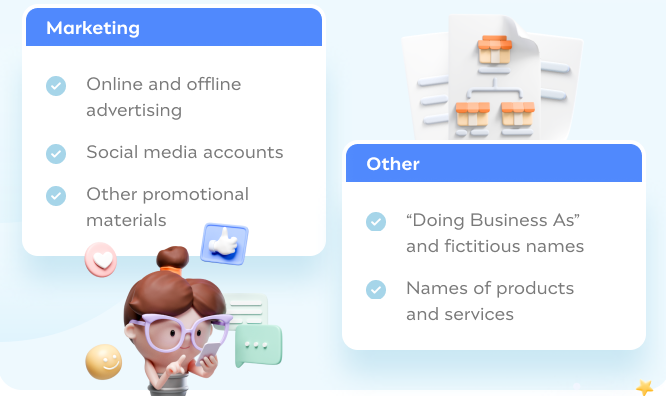 Marketing
Online and offline
advertising
Social media accounts
Other promotional
materials
Other
“Doing Business As”
and fictitious names
Names of products
and services